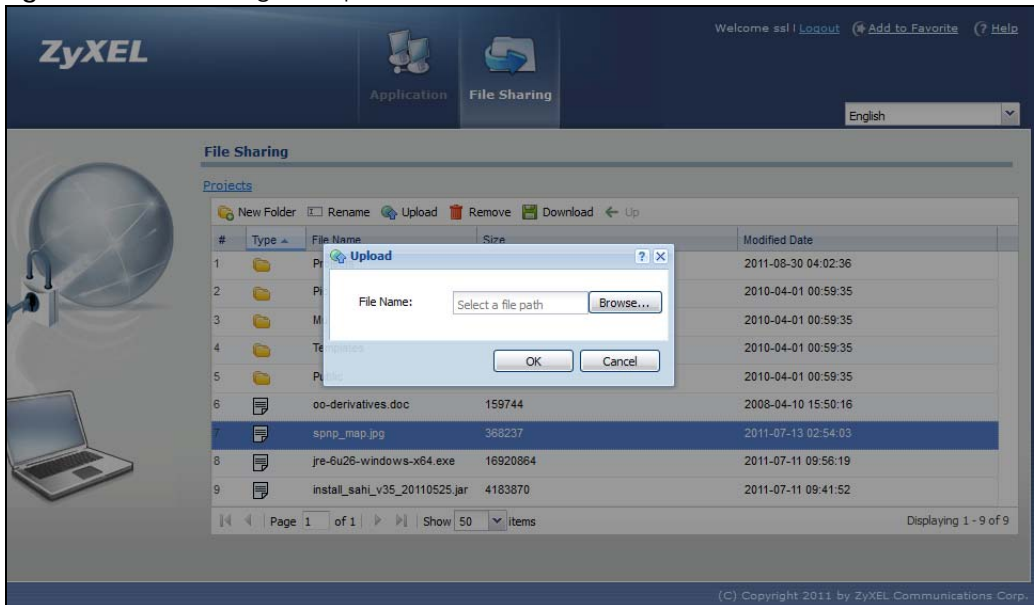 ZyXEL
Welcome ssl | Logout Add to Favorite ? Help
Application File Sharing
English
File Sharing
Projects
New Folder Rename Upload Remove Download Up
# Type File Name Size Modified Date
1 2011-08-30 04:02:36
2 2010-04-01 00:59:35
3 2010-04-01 00:59:35
4 Templates 2010-04-01 00:59:35
5 Public 2010-04-01 00:59:35
6 oo-derivatives.doc 159744 2008-04-10 15:50:16
7 spnp_map.jpg 368237 2011-07-13 02:54:03
8 jre-6u26-windows-x64.exe 16920864 2011-07-11 09:56:19
9 install_sahi_v35_20110525.jar 4183870 2011-07-11 09:41:52
Upload ? X
File Name: Select a file path Browse...
OK Cancel
Page 1 of 1 Show 50 items Displaying 1 - 9 of 9
(C) Copyright 2011 by ZyXEL Communications Corp.